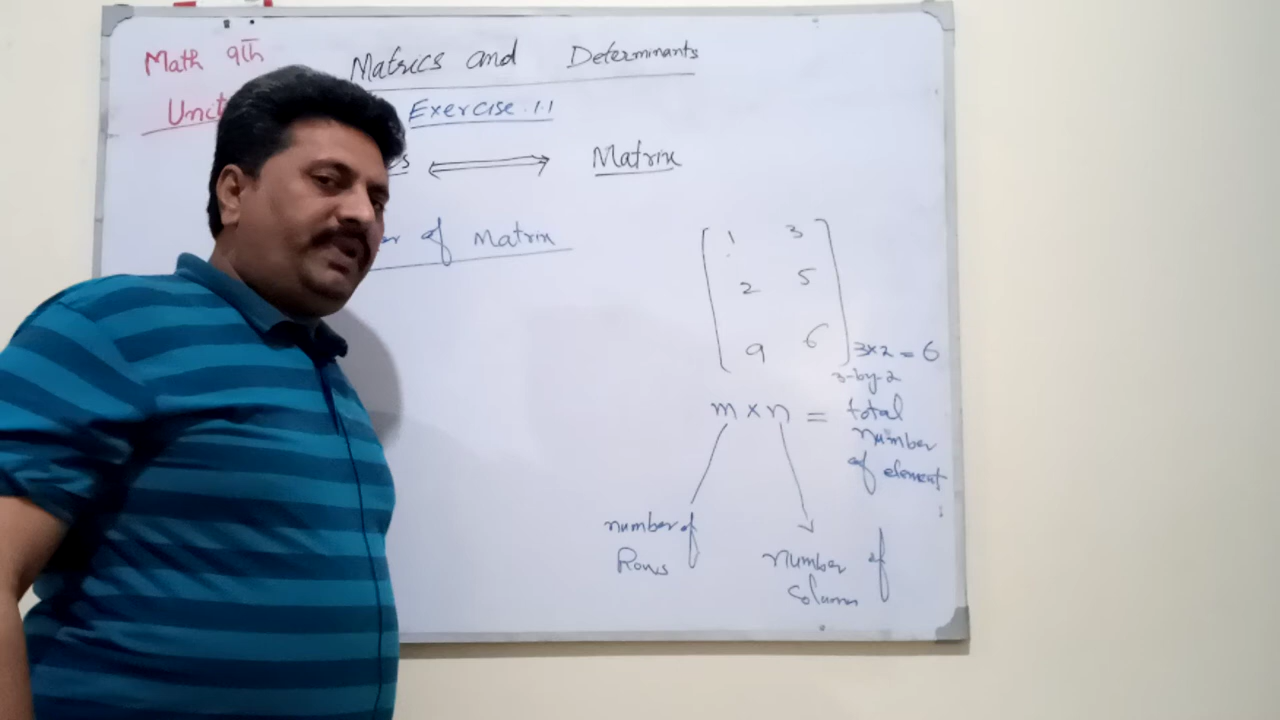 Math 9th Matrics and Determinants
Unit Exercise 1.1
Matrix
of Matrix
1 3
2 5
9 6
3x2 = 6
3-by-2
m x n = total
number
of element
number of
Rows
number of
column